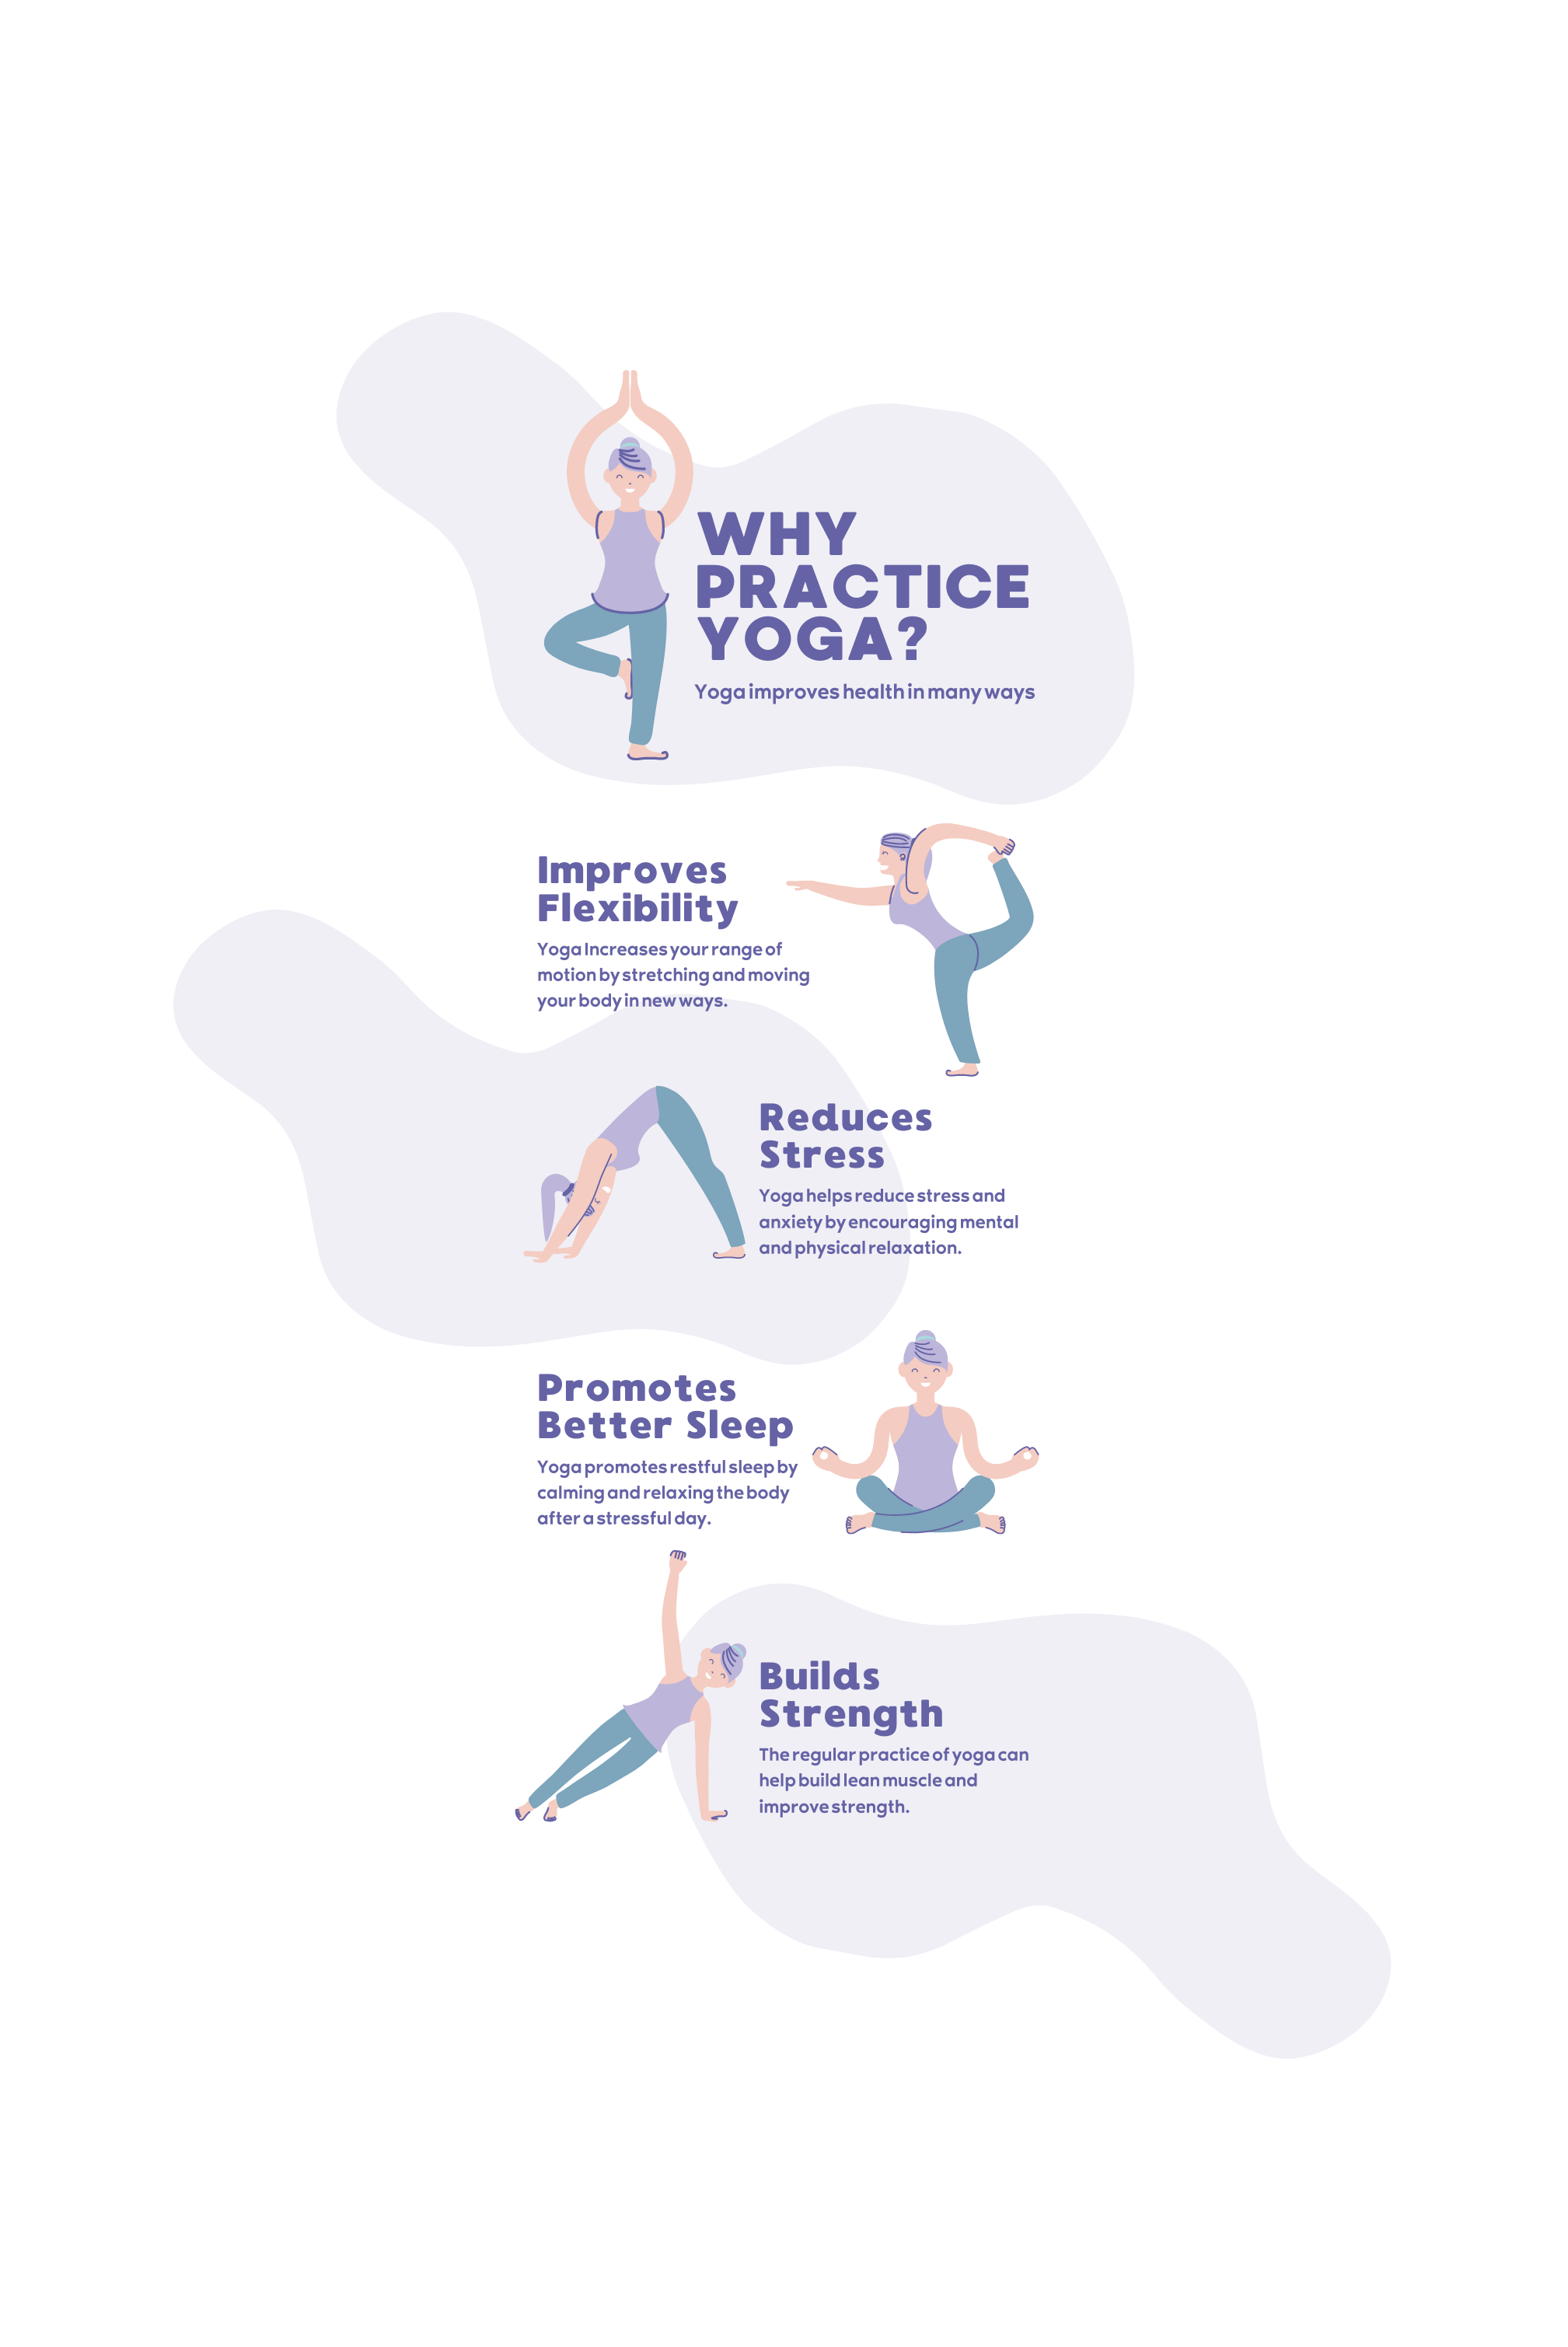 WHY
PRACTICE
YOGA?
Yoga improves health in many ways
Improves
Flexibility
Yoga Increases your range of
motion by stretching and moving
your body in new ways.
Reduces
Stress
Yoga helps reduce stress and
anxiety by encouraging mental
and physical relaxation.
Promotes
Better Sleep
Yoga promotes restful sleep by
calming and relaxing the body
after a stressful day.
Builds
Strength
The regular practice of yoga can
help build lean muscle and
improve strength.